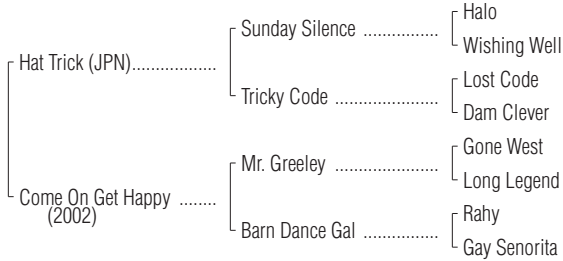 Halo
Sunday Silence ................
Wishing Well
Hat Trick (JPN)..................
Lost Code
Tricky Code ......................
Dam Clever
Gone West
Mr. Greeley ......................
Long Legend
Come On Get Happy ........
(2002)
Rahy
Barn Dance Gal ................
Gay Senorita